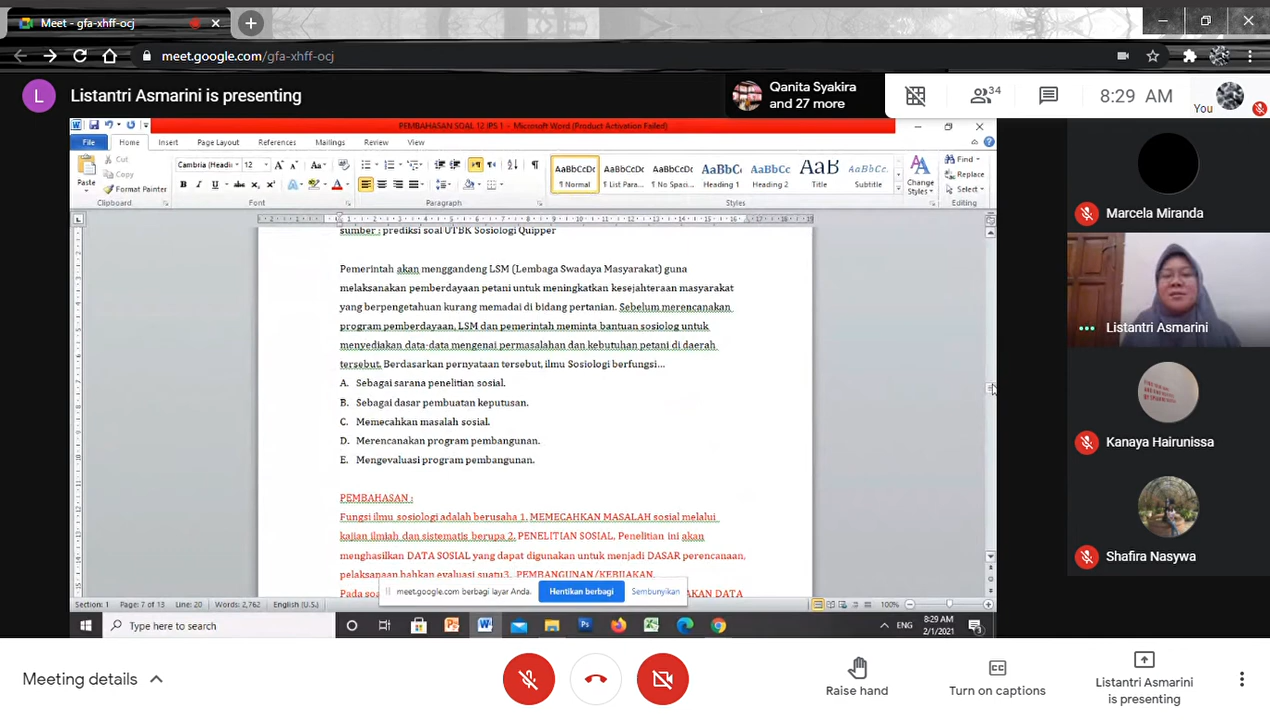 Meet - gfa-xhff-ocj
meet.google.com/gfa-xhff-ocj
L
Listantri Asmarini is presenting
Qanita Syakira
and 27 more
34
8:29 AM
You
PEMBAHASAN SOAL 12 IPS 1 - Microsoft Word (Product Activation Failed)
File Home Insert Page Layout References Mailings Review View
Paste
Cut
Copy
Format Painter
Clipboard
Cambria (Headi 12
Font
Paragraph
AaBbCcDc AaBbCcDc AaBbCcDc AaBbC AaBbCc AaB AaBbCc.
¶ Normal ¶ List Para... ¶ No Spaci... Heading 1 Heading 2 Title Subtitle
Styles
Change
Styles
Find
Replace
Select
Editing
sumber : prediksi soal UTBK Sosiologi Quipper
Pemerintah akan menggandeng LSM (Lembaga Swadaya Masyarakat) guna
melaksanakan pemberdayaan petani untuk meningkatkan kesejahteraan masyarakat
yang berpengetahuan kurang memadai di bidang pertanian. Sebelum merencanakan
program pemberdayaan, LSM dan pemerintah meminta bantuan sosiolog untuk
menyediakan data-data mengenai permasalahan dan kebutuhan petani di daerah
tersebut. Berdasarkan pernyataan tersebut, ilmu Sosiologi berfungsi...
A. Sebagai sarana penelitian sosial.
B. Sebagai dasar pembuatan keputusan.
C. Memecahkan masalah sosial.
D. Merencanakan program pembangunan.
E. Mengevaluasi program pembangunan.
PEMBAHASAN :
Fungsi ilmu sosiologi adalah berusaha 1. MEMECAHKAN MASALAH sosial melalui
kajian ilmiah dan sistematis berupa 2. PENELITIAN SOSIAL. Penelitian ini akan
menghasilkan DATA SOSIAL yang dapat digunakan untuk menjadi DASAR perencanaan,
pelaksanaan bahkan evaluasi suatu3. PEMBANGUNAN/KEBIJAKAN.
Pada soa
AKAN DATA
meet.google.com berbagi layar Anda.
Hentikan berbagi
Sembunyikan
Section: 1 Page: 7 of 13 Line: 20 Words: 2,762 English (U.S.)
100%
Type here to search
ENG
8:29 AM
2/1/2021
3
Marcela Miranda
Listantri Asmarini
Kanaya Hairunissa
Shafira Nasywa
Meeting details
Raise hand
Turn on captions
Listantri Asmarini
is presenting